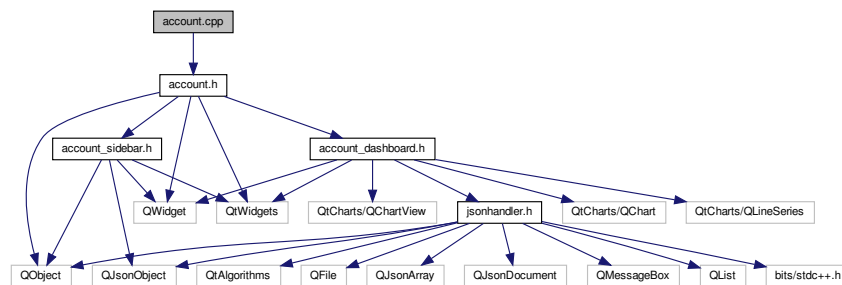 account.cpp
account.h
account_sidebar.h
account_dashboard.h
QWidget
QtWidgets
QtCharts/QChartView
jsonhandler.h
QtCharts/QChart
QtCharts/QLineSeries
QObject
QJsonObject
QtAlgorithms
QFile
QJsonArray
QJsonDocument
QMessageBox
QList
bits/stdc++.h